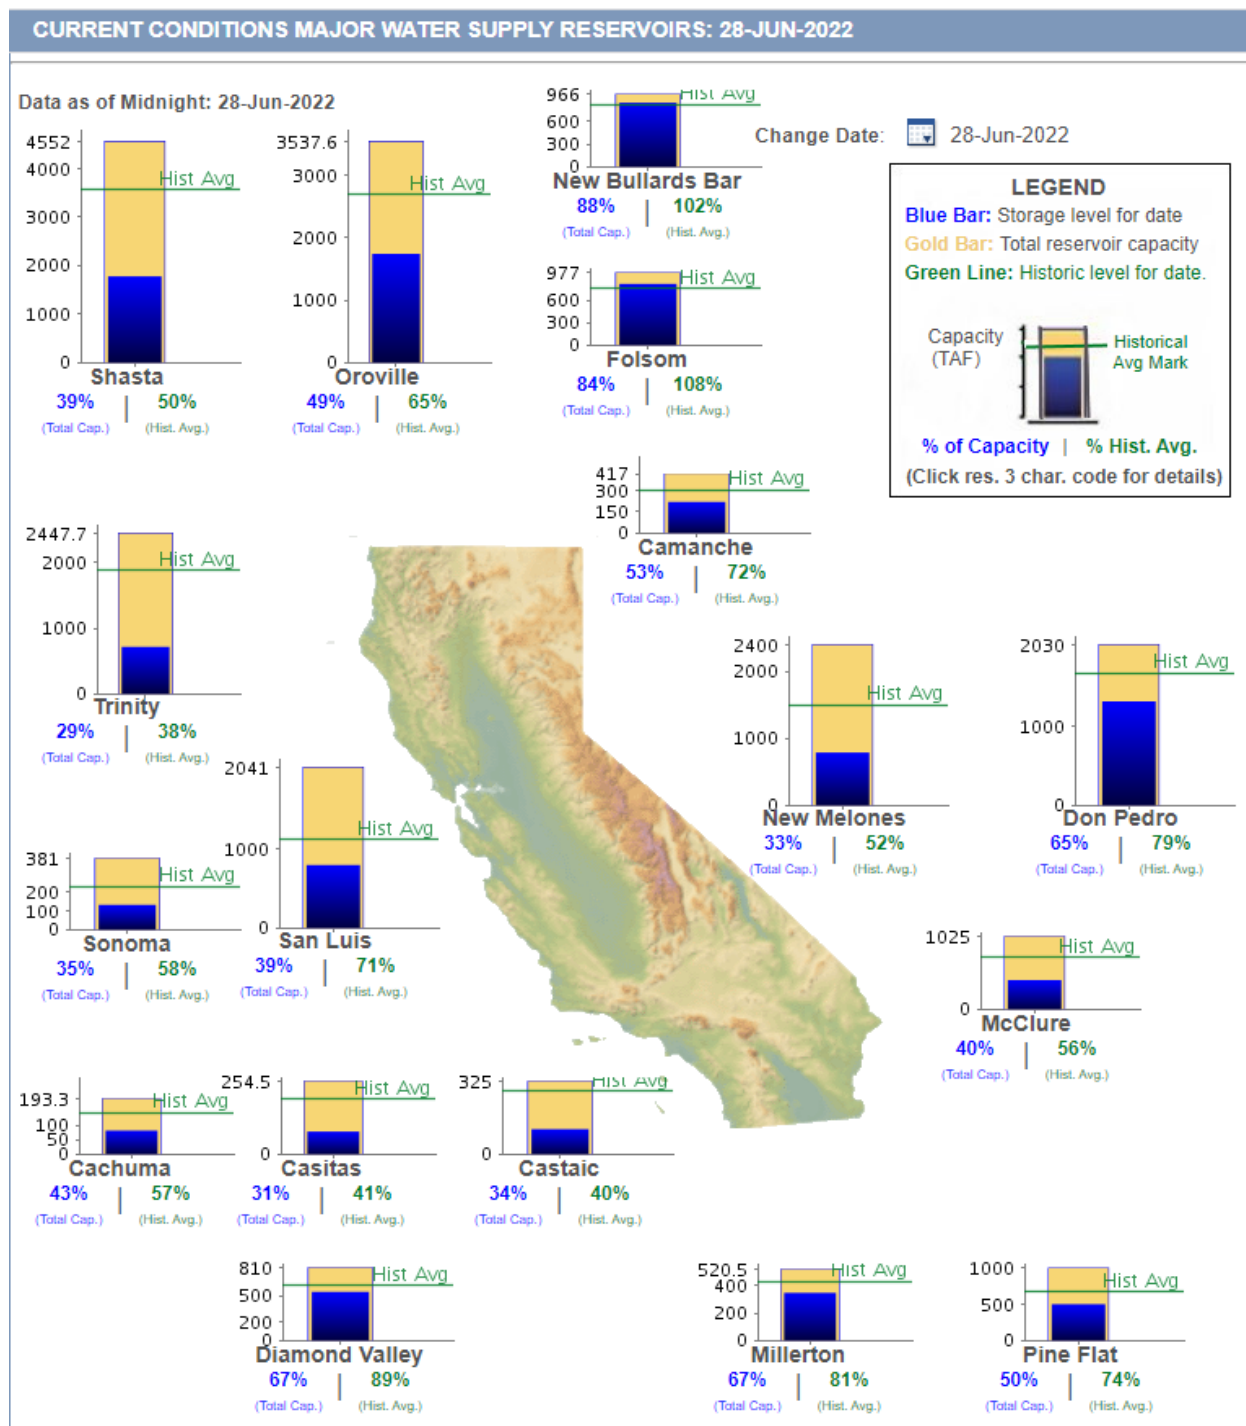 CURRENT CONDITIONS MAJOR WATER SUPPLY RESERVOIRS: 28-JUN-2022
Data as of Midnight: 28-Jun-2022
Change Date: 28-Jun-2022
4552
4000
3000
2000
1000
0
Hist Avg
Shasta
39% | 50%
(Total Cap.) (Hist. Avg.)
3537.6
3000
2000
1000
0
Hist Avg
Oroville
49% | 65%
(Total Cap.) (Hist. Avg.)
966
600
300
0
Hist Avg
New Bullards Bar
88% | 102%
(Total Cap.) (Hist. Avg.)
977
600
300
0
Hist Avg
Folsom
84% | 108%
(Total Cap.) (Hist. Avg.)
LEGEND
Blue Bar: Storage level for date
Gold Bar: Total reservoir capacity
Green Line: Historic level for date.
Capacity
(TAF)
Historical
Avg Mark
% of Capacity | % Hist. Avg.
(Click res. 3 char. code for details)
417
300
150
0
Hist Avg
Camanche
53% | 72%
(Total Cap.) (Hist. Avg.)
2447.7
2000
1000
0
Hist Avg
Trinity
29% | 38%
(Total Cap.) (Hist. Avg.)
2400
2000
1000
0
Hist Avg
New Melones
33% | 52%
(Total Cap.) (Hist. Avg.)
2030
1000
0
Hist Avg
Don Pedro
65% | 79%
(Total Cap.) (Hist. Avg.)
381
200
100
0
Hist Avg
Sonoma
35% | 58%
(Total Cap.) (Hist. Avg.)
2041
1000
0
Hist Avg
San Luis
39% | 71%
(Total Cap.) (Hist. Avg.)
1025
0
Hist Avg
McClure
40% | 56%
(Total Cap.) (Hist. Avg.)
193.3
100
50
0
Hist Avg
Cachuma
43% | 57%
(Total Cap.) (Hist. Avg.)
254.5
0
Hist Avg
Casitas
31% | 41%
(Total Cap.) (Hist. Avg.)
325
0
Hist Avg
Castaic
34% | 40%
(Total Cap.) (Hist. Avg.)
810
500
200
0
Hist Avg
Diamond Valley
67% | 89%
(Total Cap.) (Hist. Avg.)
520.5
400
200
0
Hist Avg
Millerton
67% | 81%
(Total Cap.) (Hist. Avg.)
1000
500
0
Hist Avg
Pine Flat
50% | 74%
(Total Cap.) (Hist. Avg.)